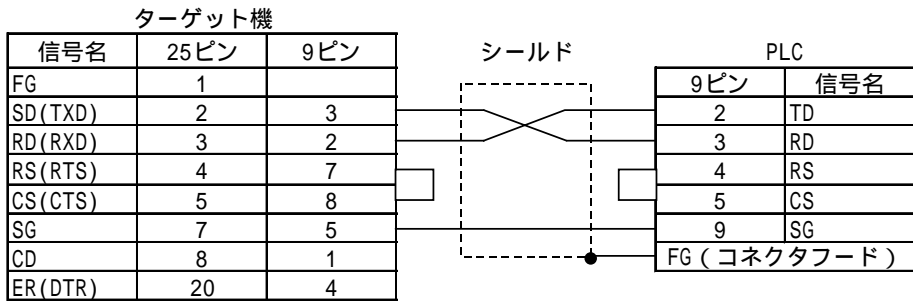 ターゲット機
信号名 25ピン 9ピン
FG 1
SD(TXD) 2 3
RD(RXD) 3 2
RS(RTS) 4 7
CS(CTS) 5 8
SG 7 5
CD 8 1
ER(DTR) 20 4
シールド
PLC
9ピン 信号名
2 TD
3 RD
4 RS
5 CS
9 SG
FG(コネクタフード)